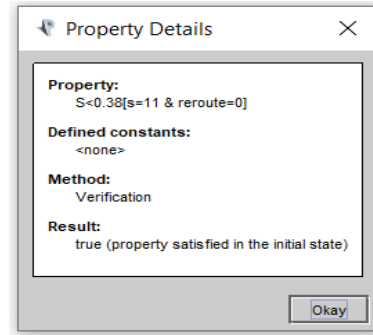 Property Details
Property:
S<0.38[s=11 & reroute=0]
Defined constants:
<none>
Method:
Verification
Result:
true (property satisfied in the initial state)
Okay